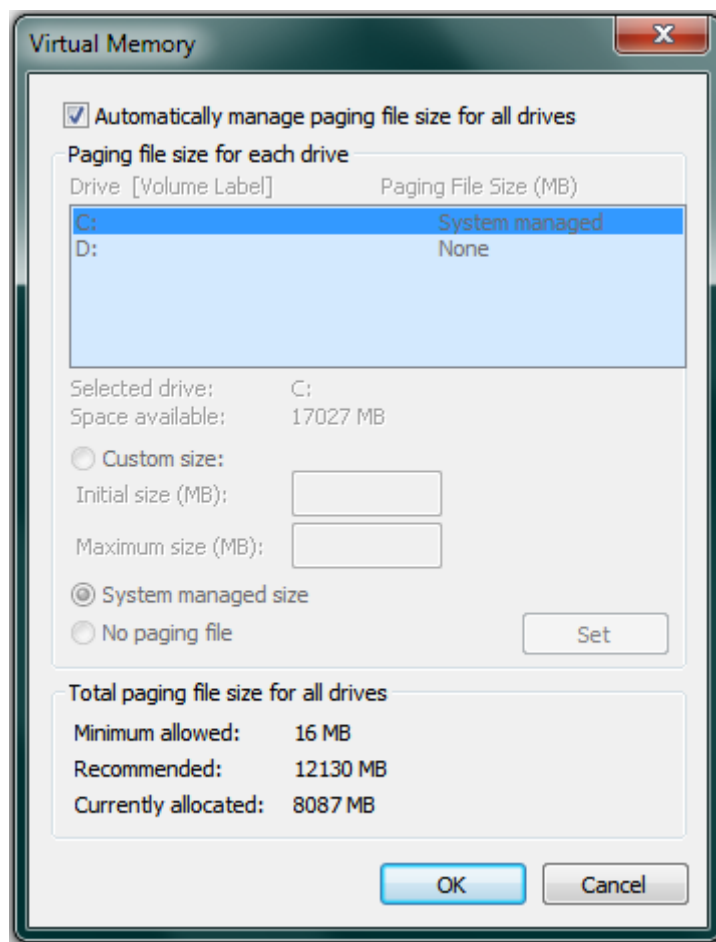 Virtual Memory
Automatically manage paging file size for all drives
Paging file size for each drive
Drive [Volume Label] Paging File Size (MB)
C: System managed
D: None
Selected drive: C:
Space available: 17027 MB
Custom size:
Initial size (MB):
Maximum size (MB):
System managed size
No paging file Set
Total paging file size for all drives
Minimum allowed: 16 MB
Recommended: 12130 MB
Currently allocated: 8087 MB
OK Cancel